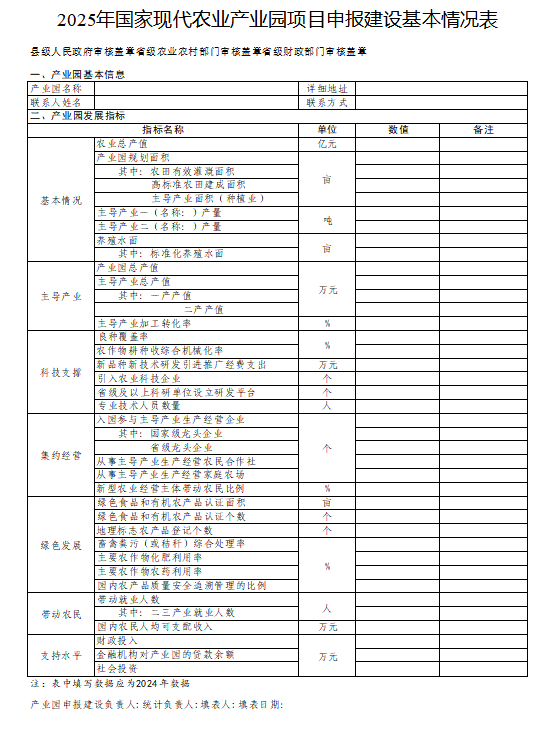 2025年国家现代农业产业园项目申报建设基本情况表
县级人民政府审核盖章省级农业农村部门审核盖章省级财政部门审核盖章
一、产业园基本信息
产业园名称 详细地址
联系人姓名 联系方式
二、产业园发展指标
指标名称 单位 数值 备注
基本情况
农业总产值 亿元
产业园规划面积
其中：农田有效灌溉面积 亩
高标准农田建成面积
主导产业面积（种植业）
主导产业一（名称：）产量 吨
主导产业二（名称：）产量
养殖水面 亩
其中：标准化养殖水面
主导产业
产业园总产值
主导产业总产值 万元
其中：一产产值
二产产值
主导产业加工转化率 %
科技支撑
良种覆盖率 %
农作物耕种收综合机械化率
新品种新技术研发引进推广经费支出 万元
引入农业科技企业 个
省级及以上科研单位设立研发平台 个
专业技术人员数量 人
集约经营
入园参与主导产业生产经营企业
其中：国家级龙头企业
省级龙头企业 个
从事主导产业生产经营农民合作社
从事主导产业生产经营家庭农场
新型农业经营主体带动农民比例 %
绿色发展
绿色食品和有机农产品认证面积 亩
绿色食品和有机农产品认证个数 个
地理标志农产品登记个数 个
畜禽粪污（或秸秆）综合处理率
主要农作物化肥利用率 %
主要农作物农药利用率
园内农产品质量安全追溯管理的比例
带动农民
带动就业人数 人
其中：二三产业就业人数
园内农民人均可支配收入 万元
支持水平
财政投入
金融机构对产业园的贷款余额 万元
社会投资
注：表中填写数据应为2024年数据
产业园申报建设负责人：统计负责人：填表人：填表日期：